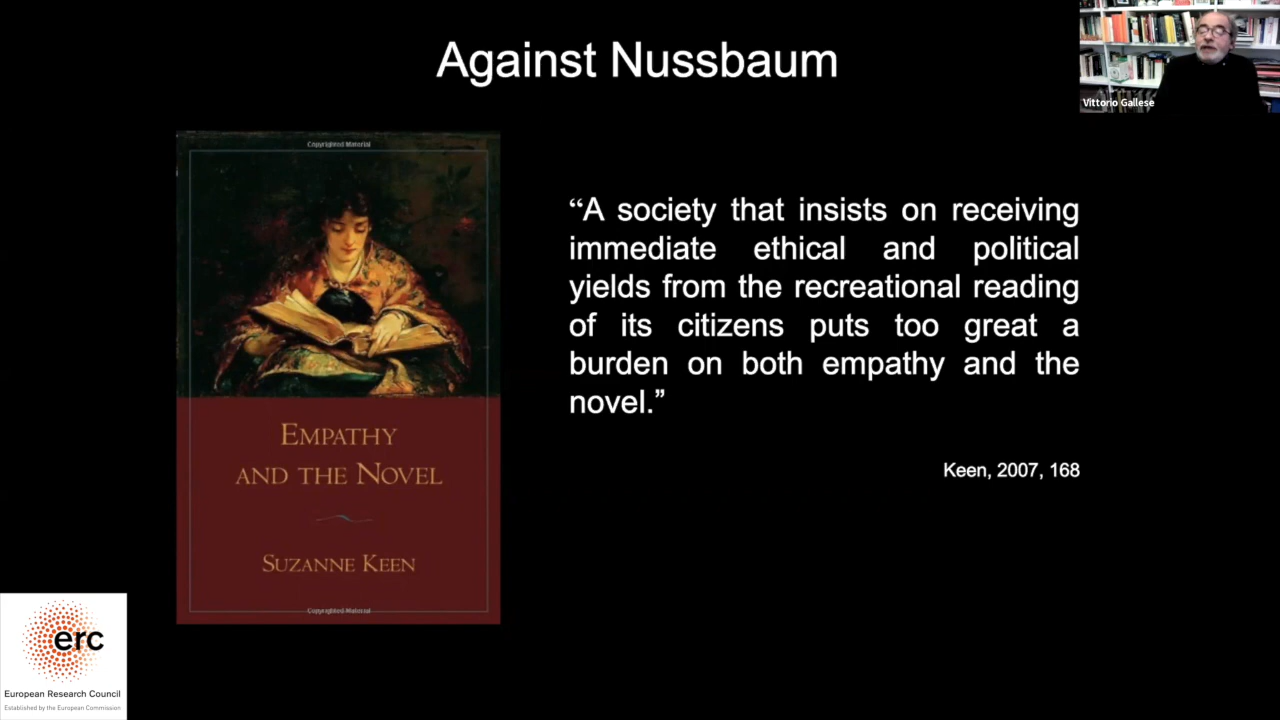 Against Nussbaum
Vittorio Gallese
Copyrighted Material
EMPATHY
AND THE NOVEL
SUZANNE KEEN
Copyrighted Material
“A society that insists on receiving
immediate ethical and political
yields from the recreational reading
of its citizens puts too great a
burden on both empathy and the
novel.”
Keen, 2007, 168
erc
European Research Council
Established by the European Commission